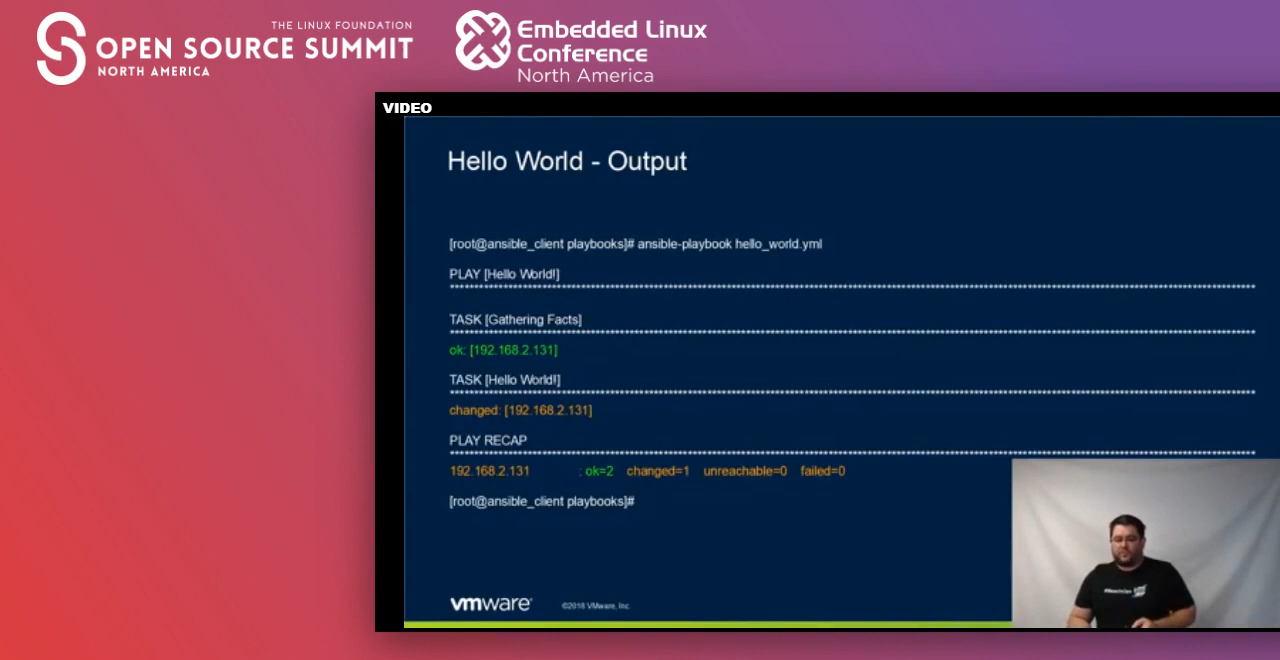 THE LINUX FOUNDATION
OPEN SOURCE SUMMIT
NORTH AMERICA
Embedded Linux
Conference
North America
VIDEO
Hello World - Output
[root@ansible_client playbooks]# ansible-playbook hello_world.yml
PLAY [Hello World!]
****************************************************************************************************
TASK [Gathering Facts]
****************************************************************************************************
ok: [192.168.2.131]
TASK [Hello World!]
****************************************************************************************************
changed: [192.168.2.131]
PLAY RECAP
****************************************************************************************************
192.168.2.131 : ok=2 changed=1 unreachable=0 failed=0
[root@ansible_client playbooks]#
vmware
©2018 VMware, Inc.